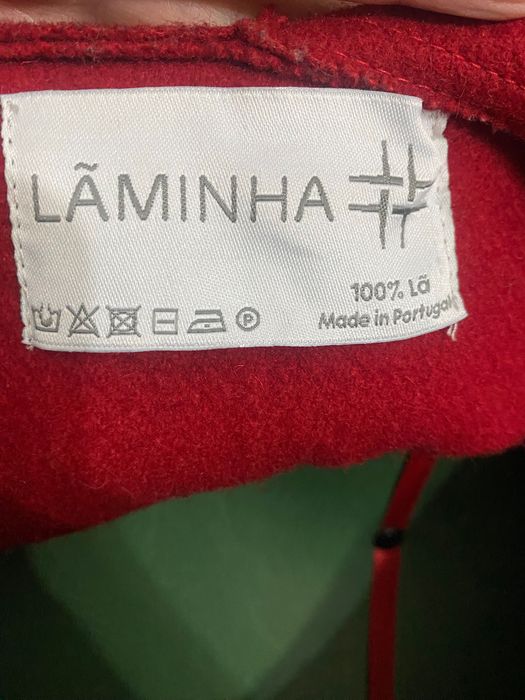 LÃMINHA
100% Lã
Made in Portugal
P